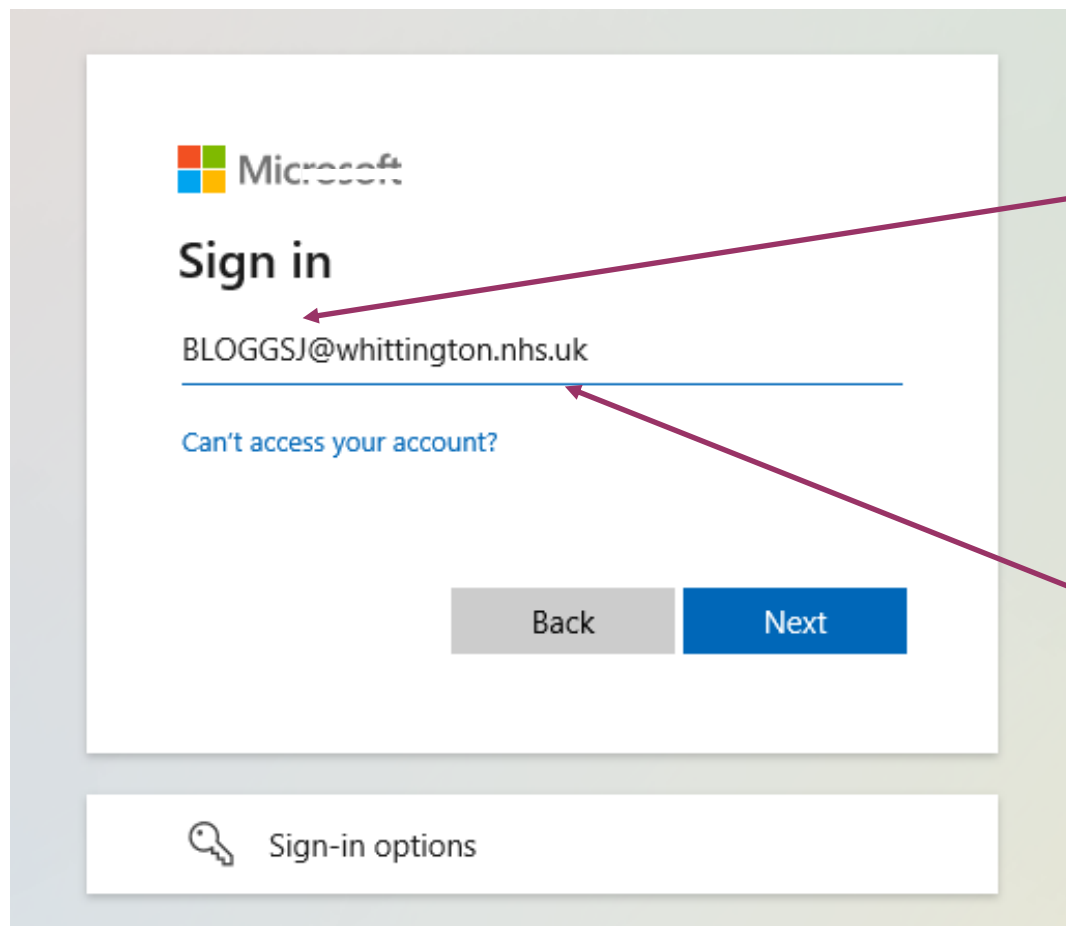 Microsoft
Sign in
BLOGGSJ@whittington.nhs.uk
Can't access your account?
Back
Next
Sign-in options